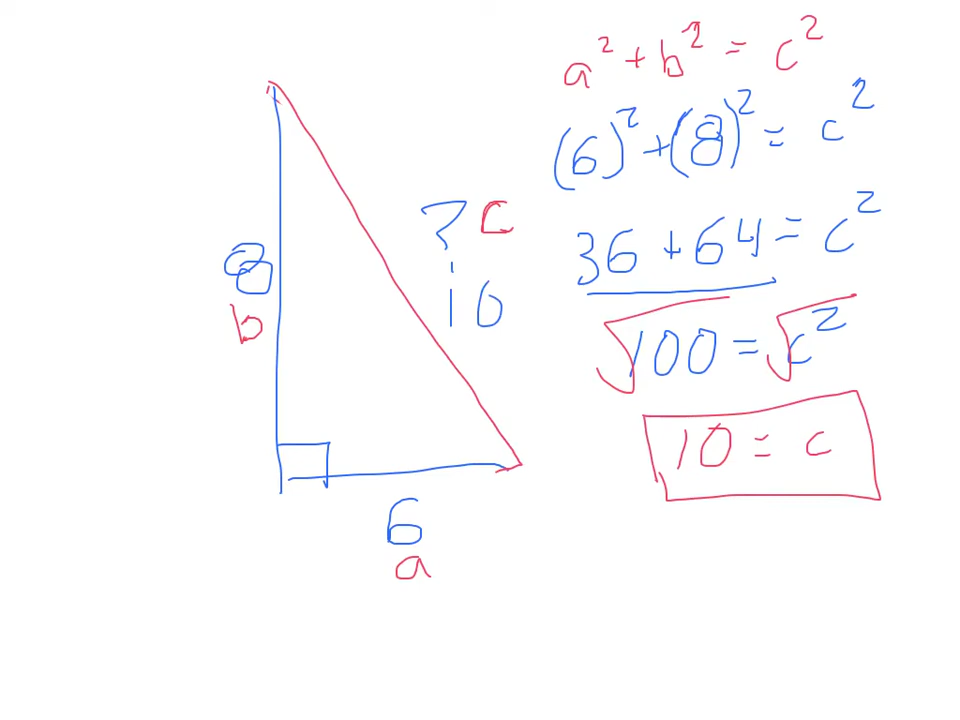 a² + b² = c²
(6)² + (8)² = c²
36 + 64 = c²
√100 = √c²
10 = c
8
b
? c
10
6
a